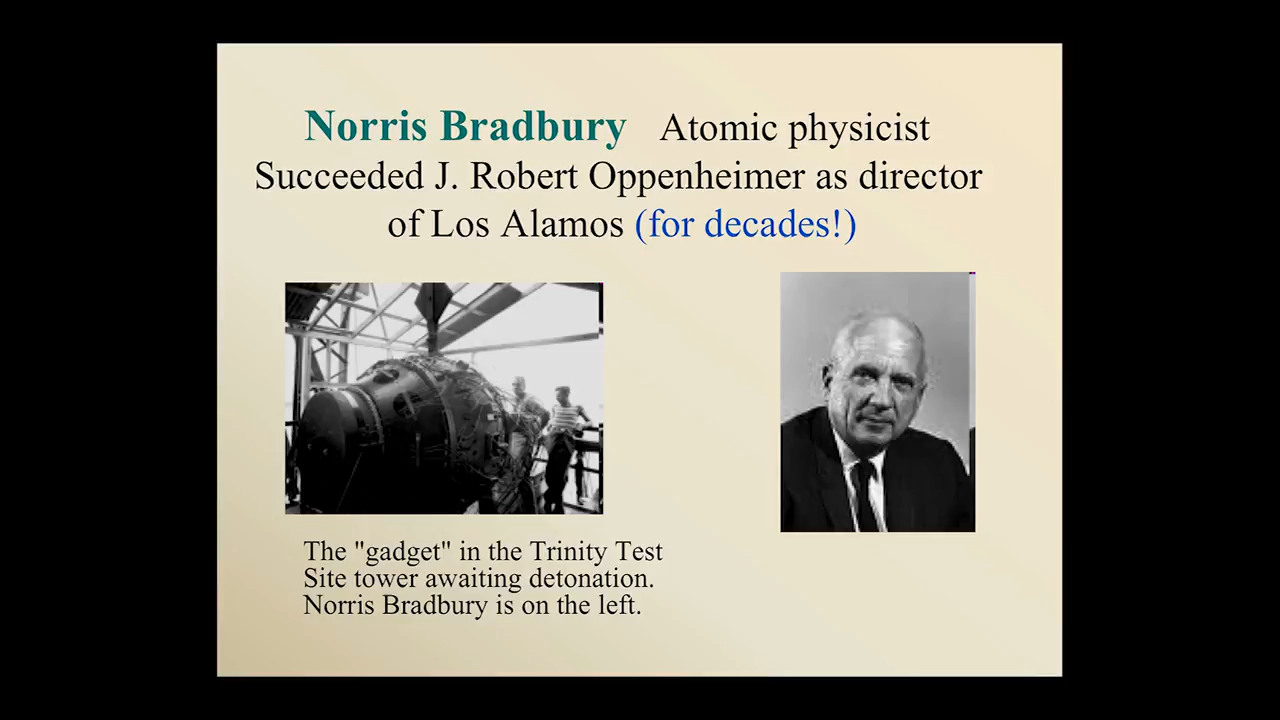 Norris Bradbury Atomic physicist
Succeeded J. Robert Oppenheimer as director
of Los Alamos (for decades!)
The "gadget" in the Trinity Test
Site tower awaiting detonation.
Norris Bradbury is on the left.